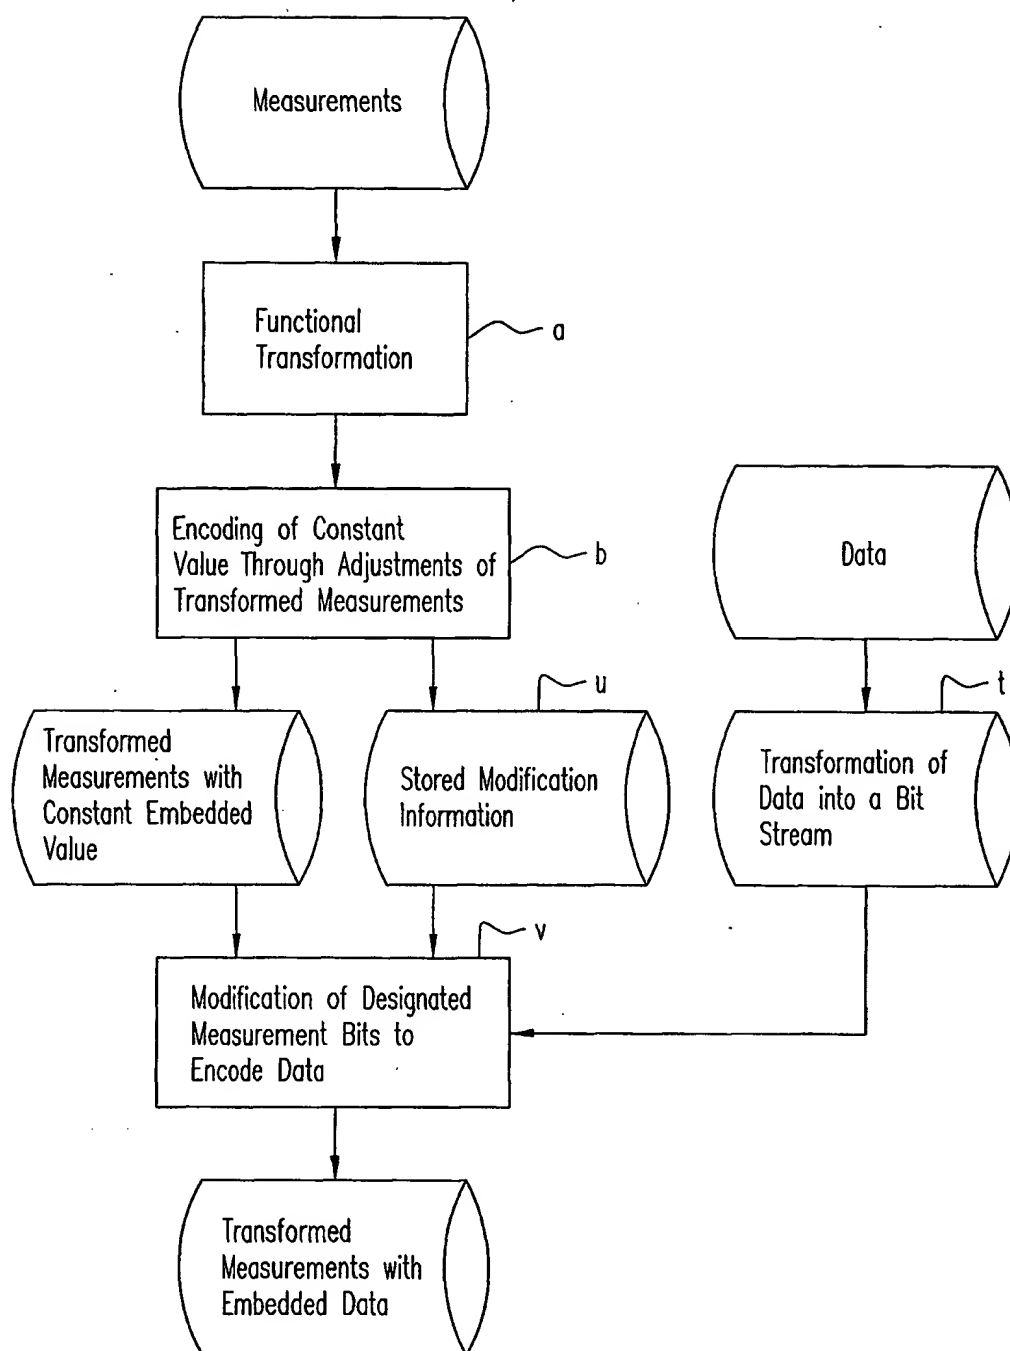 Measurements
Functional
Transformation
a
Encoding of Constant
Value Through Adjustments of
Transformed Measurements
b
Data
u
t
Transformed
Measurements with
Constant Embedded
Value
Stored Modification
Information
Transformation of
Data into a Bit
Stream
v
Modification of Designated
Measurement Bits to
Encode Data
Transformed
Measurements with
Embedded Data